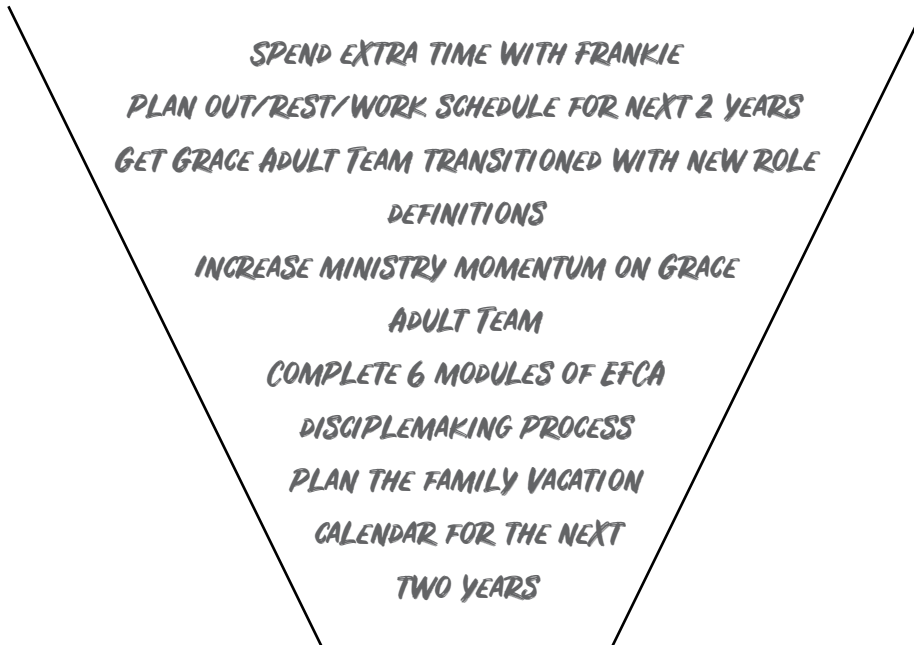 SPEND EXTRA TIME WITH FRANKIE
PLAN OUT/REST/WORK SCHEDULE FOR NEXT 2 YEARS
GET GRACE ADULT TEAM TRANSITIONED WITH NEW ROLE
DEFINITIONS
INCREASE MINISTRY MOMENTUM ON GRACE
ADULT TEAM
COMPLETE 6 MODULES OF EFCA
DISCIPLEMAKING PROCESS
PLAN THE FAMILY VACATION
CALENDAR FOR THE NEXT
TWO YEARS